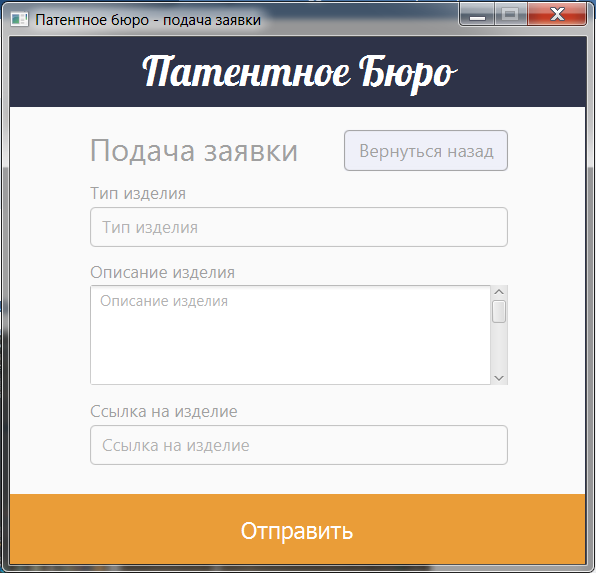 Патентное бюро - подача заявки
Патентное Бюро
Подача заявки
Вернуться назад
Тип изделия
Тип изделия
Описание изделия
Описание изделия
Ссылка на изделие
Ссылка на изделие
Отправить